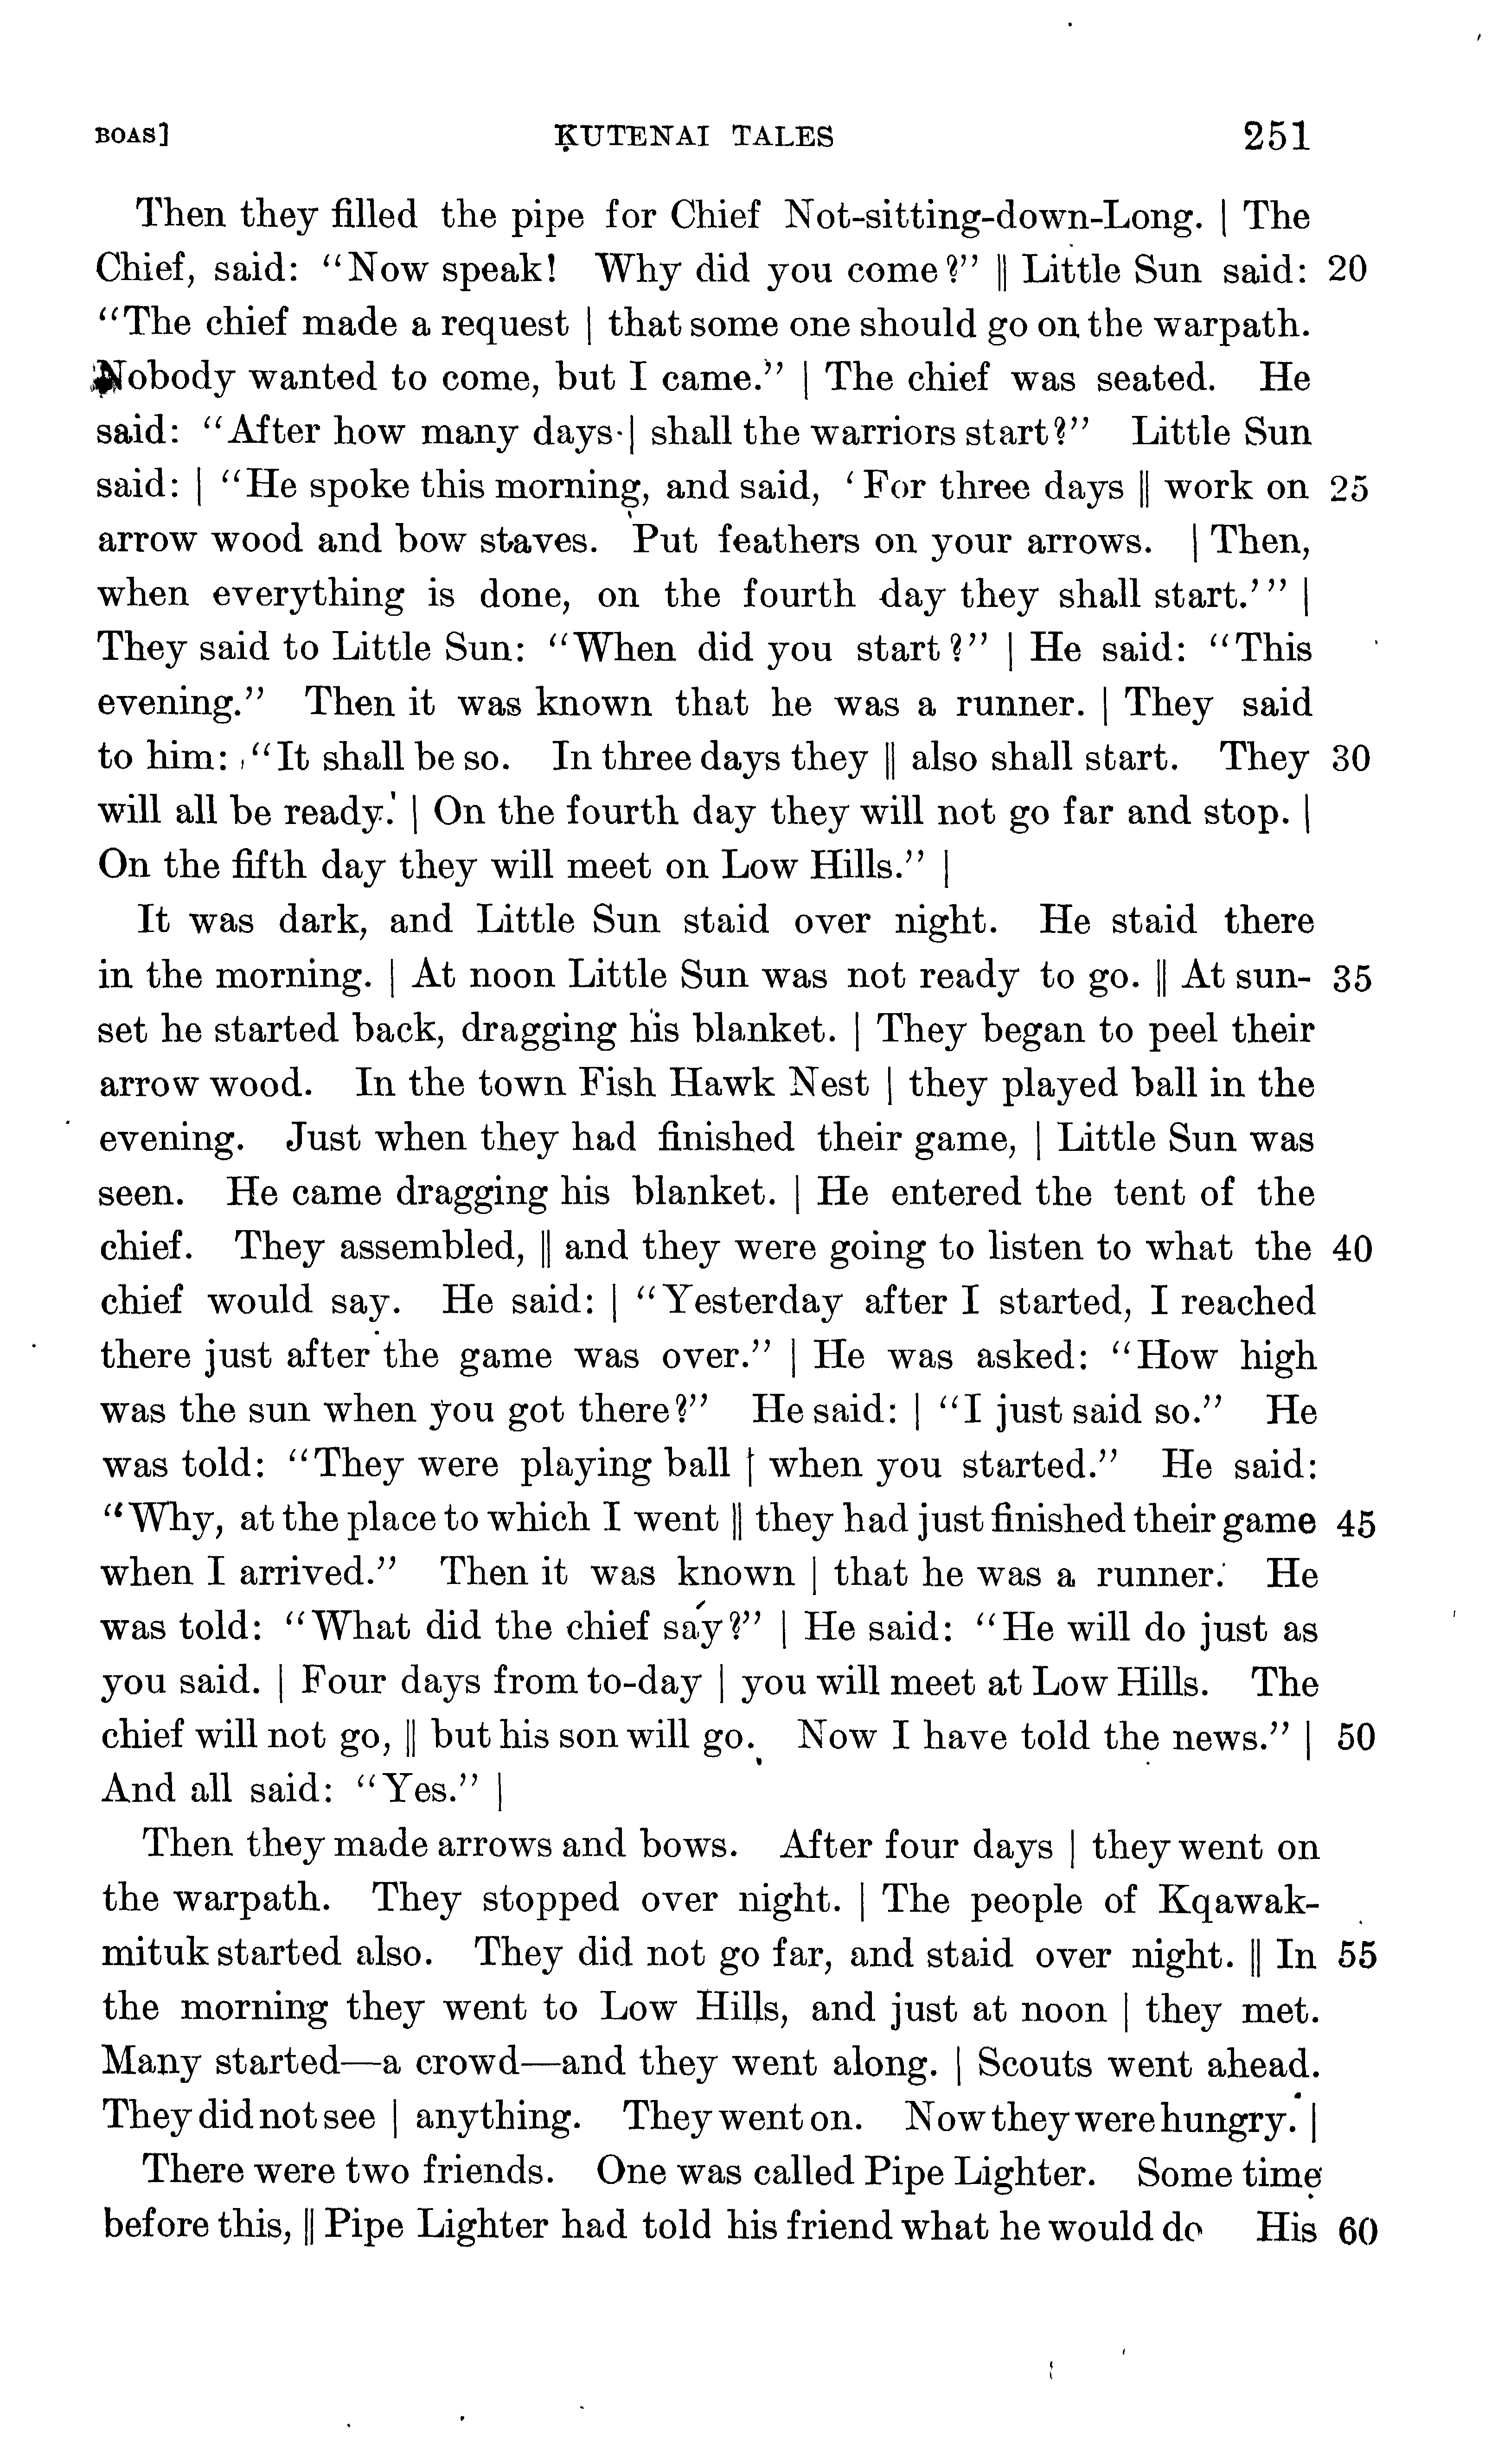 BOAS] ḲUTENAI TALES 251
Then they filled the pipe for Chief Not-sitting-down-Long. | The
Chief, said: “Now speak! Why did you come?” || Little Sun said: 20
“The chief made a request | that some one should go on the warpath.
Nobody wanted to come, but I came.” | The chief was seated. He
said: “After how many days | shall the warriors start?” Little Sun
said: | “He spoke this morning, and said, ‘For three days || work on 25
arrow wood and bow staves. Put feathers on your arrows. | Then,
when everything is done, on the fourth day they shall start.’” |
They said to Little Sun: “When did you start?” | He said: “This
evening.” Then it was known that he was a runner. | They said
to him: “It shall be so. In three days they || also shall start. They 30
will all be ready. | On the fourth day they will not go far and stop. |
On the fifth day they will meet on Low Hills.” |
It was dark, and Little Sun staid over night. He staid there
in the morning. | At noon Little Sun was not ready to go. || At sun- 35
set he started back, dragging his blanket. | They began to peel their
arrow wood. In the town Fish Hawk Nest | they played ball in the
evening. Just when they had finished their game, | Little Sun was
seen. He came dragging his blanket. | He entered the tent of the
chief. They assembled, || and they were going to listen to what the 40
chief would say. He said: | “Yesterday after I started, I reached
there just after the game was over.” | He was asked: “How high
was the sun when you got there?” He said: | “I just said so.” He
was told: “They were playing ball | when you started.” He said:
“Why, at the place to which I went || they had just finished their game 45
when I arrived.” Then it was known | that he was a runner. He
was told: “What did the chief say?” | He said: “He will do just as
you said. | Four days from to-day | you will meet at Low Hills. The
chief will not go, || but his son will go. Now I have told the news.” | 50
And all said: “Yes.” |
Then they made arrows and bows. After four days | they went on
the warpath. They stopped over night. | The people of Kqawak-
mituk started also. They did not go far, and staid over night. || In 55
the morning they went to Low Hills, and just at noon | they met.
Many started—a crowd—and they went along. | Scouts went ahead.
They did not see | anything. They went on. Now they were hungry. |
There were two friends. One was called Pipe Lighter. Some time
before this, || Pipe Lighter had told his friend what he would do His 60